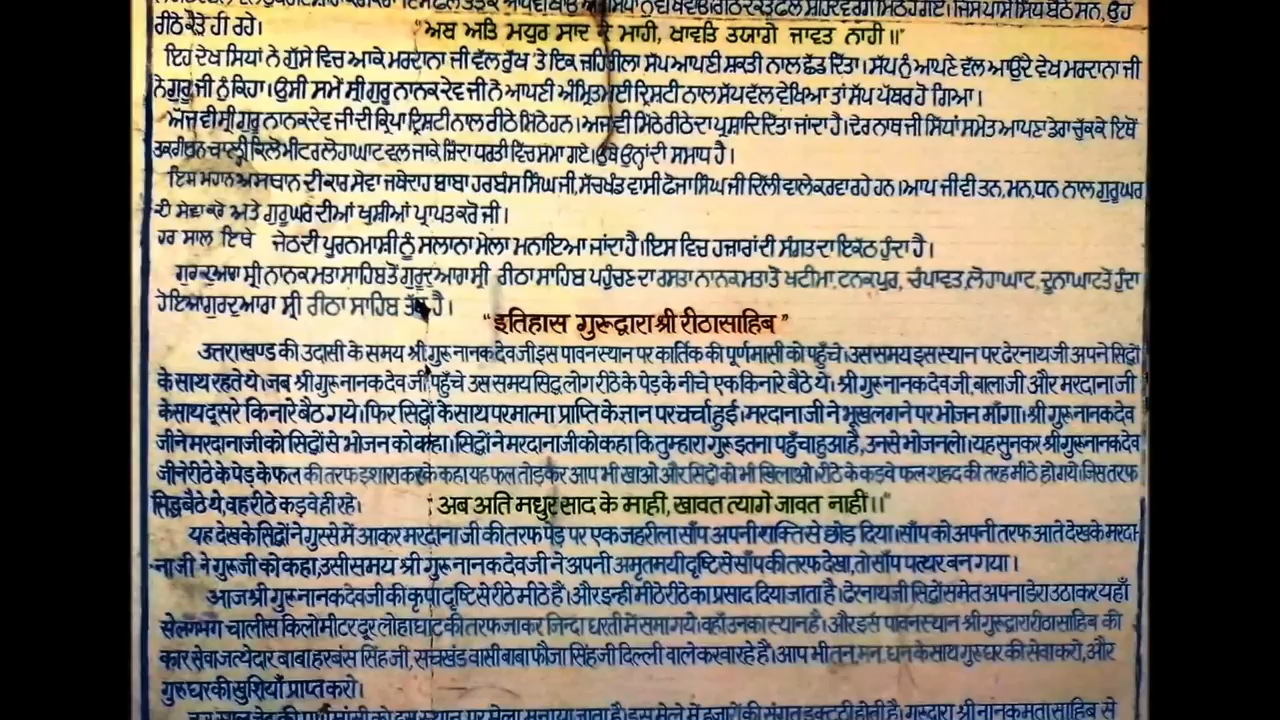 ਰੀਠੇ ਕੌੜੇ ਹੀ ਰਹੇ। "ਅਬ ਅਤਿ ਮਧੁਰ ਸਾਦ ਕੇ ਮਾਹੀ, ਖਾਵਤਿ ਤਯਾਗੇ ਜਾਵਤ ਨਾਹੀ॥"
ਇਹ ਦੇਖ ਸਿਧਾਂ ਨੇ ਗੁੱਸੇ ਵਿਚ ਆਕੇ ਮਰਦਾਨਾ ਜੀ ਵੱਲ ਰੁੱਖ 'ਤੇ ਇਕ ਜਹਿਰੀਲਾ ਸੱਪ ਆਪਣੀ ਸ਼ਕਤੀ ਨਾਲ ਛੱਡ ਦਿੱਤਾ। ਸੱਪ ਨੂੰ ਆਪਣੇ ਵੱਲ ਆਉਂਦੇ ਵੇਖ ਮਰਦਾਨਾ ਜੀ
ਨੇ ਗੁਰੂ ਜੀ ਨੂੰ ਕਿਹਾ। ਉਸੀ ਸਮੇਂ ਸ੍ਰੀ ਗੁਰੂ ਨਾਨਕ ਦੇਵ ਜੀ ਨੇ ਆਪਣੀ ਅੰਮ੍ਰਿਤਮਈ ਦ੍ਰਿਸ਼ਟੀ ਨਾਲ ਸੱਪ ਵੱਲ ਵੇਖਿਆ ਤਾਂ ਸੱਪ ਪੱਥਰ ਹੋ ਗਿਆ।
ਅੱਜ ਵੀ ਸ੍ਰੀ ਗੁਰੂ ਨਾਨਕ ਦੇਵ ਜੀ ਦੀ ਕ੍ਰਿਪਾ ਦ੍ਰਿਸ਼ਟੀ ਨਾਲ ਰੀਠੇ ਮਿੱਠੇ ਹਨ। ਅੱਜ ਵੀ ਮਿੱਠੇ ਰੀਠੇ ਦਾ ਪ੍ਰਸ਼ਾਦਿ ਦਿੱਤਾ ਜਾਂਦਾ ਹੈ। ਢੇਰ ਨਾਥ ਜੀ ਸਿਧਾਂ ਸਮੇਤ ਆਪਣਾ ਡੇਰਾ ਚੁੱਕ ਕੇ ਇਥੋਂ
ਤਕਰੀਬਨ ਚਾਲ੍ਹੀ ਕਿਲੋਮੀਟਰ ਲੋਹਾਘਾਟ ਵਲ ਜਾਕੇ ਜ਼ਿੰਦਾ ਧਰਤੀ ਵਿੱਚ ਸਮਾ ਗਏ। ਉਥੇ ਉਨ੍ਹਾਂ ਦੀ ਸਮਾਧ ਹੈ।
ਇਸ ਮਹਾਨ ਅਸਥਾਨ ਦੀ ਕਾਰ ਸੇਵਾ ਜਥੇਦਾਰ ਬਾਬਾ ਹਰਬੰਸ ਸਿੰਘ ਜੀ, ਸੱਚਖੰਡ ਵਾਸੀ ਫੌਜਾ ਸਿੰਘ ਜੀ ਦਿੱਲੀ ਵਾਲੇ ਕਰਵਾ ਰਹੇ ਹਨ। ਆਪ ਜੀ ਵੀ ਤਨ,ਮਨ,ਧਨ ਨਾਲ ਗੁਰੂ ਘਰ
ਦੀ ਸੇਵਾ ਕਰੋ ਅਤੇ ਗੁਰੂ ਘਰ ਦੀਆਂ ਖੁਸ਼ੀਆਂ ਪ੍ਰਾਪਤ ਕਰੋ ਜੀ।
ਹਰ ਸਾਲ ਇਥੇ ਜੇਠ ਦੀ ਪੂਰਨਮਾਸ਼ੀ ਨੂੰ ਸਲਾਨਾ ਮੇਲਾ ਮਨਾਇਆ ਜਾਂਦਾ ਹੈ। ਇਸ ਵਿਚ ਹਜ਼ਾਰਾਂ ਦੀ ਸੰਗਤ ਦਾ ਇਕੱਠ ਹੁੰਦਾ ਹੈ।
ਗੁਰਦੁਆਰਾ ਸ੍ਰੀ ਨਾਨਕਮਤਾ ਸਾਹਿਬ ਤੋਂ ਗੁਰਦੁਆਰਾ ਸ੍ਰੀ ਰੀਠਾ ਸਾਹਿਬ ਪਹੁੰਚਣ ਦਾ ਰਸਤਾ ਨਾਨਕਮਤਾ ਤੋਂ ਖਟੀਮਾ, ਟਨਕਪੁਰ, ਚੰਪਾਵਤ, ਲੋਹਾਘਾਟ, ਦੂਨਾਘਾਟ ਤੋਂ ਹੁੰਦਾ
ਹੋਇਆ ਗੁਰਦੁਆਰਾ ਸ੍ਰੀ ਰੀਠਾ ਸਾਹਿਬ ਤੱਕ ਹੈ।
"इतिहास गुरूद्वारा श्री रीठासाहिब"
उत्तराखण्ड की उदासी के समय श्री गुरू नानक देव जी इस पावन स्थान पर कार्तिक की पूर्णमासी को पहुँचे। उस समय इस स्थान पर ढेरनाथ जी अपने सिद्धों
के साथ रहते थे। जब श्री गुरू नानक देव जी पहुँचे उस समय सिद्ध लोग रीठे के पेड़ के नीचे एक किनारे बैठे थे। श्री गुरू नानक देव जी, बाला जी और मरदाना जी
के साथ दूसरे किनारे बैठ गये। फिर सिद्धों के साथ परमात्मा प्राप्ति के ज्ञान पर चर्चा हुई। मरदाना जी ने भूख लगने पर भोजन माँगा। श्री गुरू नानक देव
जी ने मरदाना जी को सिद्धों से भोजन को कहा। सिद्धों ने मरदाना जी को कहा कि तुम्हारा गुरू इतना पहुँचा हुआ है, उनसे भोजन लो। यह सुनकर श्री गुरू नानक देव
जी ने रीठे के पेड़ के फल की तरफ इशारा करके कहा यह फल तोड़कर आप भी खाओ और सिद्धों को भी खिलाओ। रीठे के कड़वे फल शहद की तरह मीठे हो गये। जिस तरफ
सिद्ध बैठे थे, वह रीठे कड़वे ही रहे। "अब अति मधुर साद के माही, खावत त्यागे जावत नाही।।"
यह देखके सिद्धों ने गुस्से में आकर मरदाना जी की तरफ पेड़ पर एक जहरीला साँप अपनी शक्ति से छोड़ दिया। साँप को अपनी तरफ आते देखके मरदा-
नाजी ने गुरू जी को कहा, उसी समय श्री गुरू नानक देव जी ने अपनी अमृतमयी दृष्टि से साँप की तरफ देखा, तो साँप पत्थर बन गया।
आज श्री गुरू नानक देव जी की कृपा दृष्टि से रीठे मीठे हैं। और इन्ही मीठे रीठे का प्रसाद दिया जाता है। ढेरनाथ जी सिद्धों समेत अपना डेरा उठाकर यहाँ
से लगभग चालीस किलोमीटर दूर लोहाघाट की तरफ जाकर जिन्दा धरती में समा गये। वहाँ उनका स्थान है। और इस पावन स्थान श्री गुरूद्वारा रीठा साहिब की
कार सेवा जत्थेदार बाबा हरबंस सिंह जी, सचखंड वासी बाबा फौजा सिंह जी दिल्ली वाले करवा रहे हैं। आप भी तन, मन, धन के साथ गुरू घर की सेवा करो, और
गुरू घर की खुशियाँ प्राप्त करो।